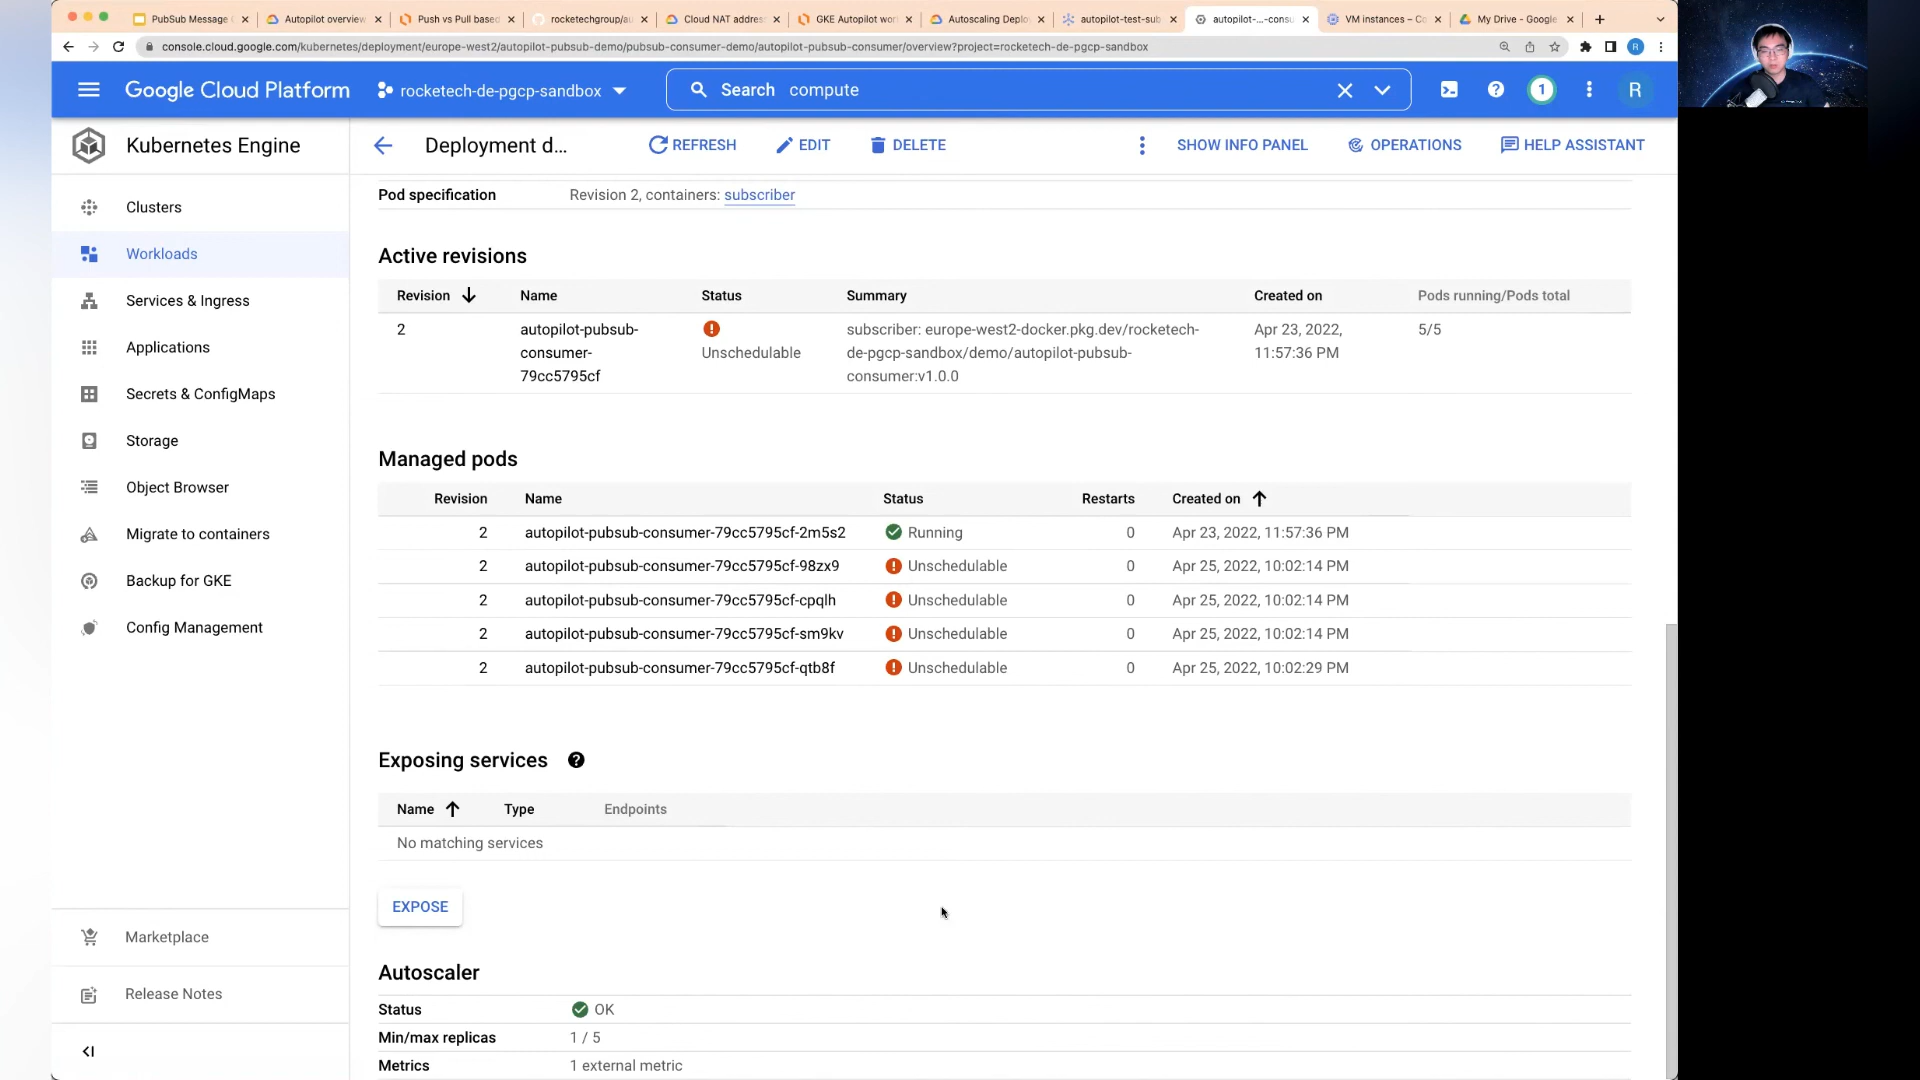 PubSub Message
Autopilot overview
Push vs Pull based
rocketechgroup/au
Cloud NAT addres
GKE Autopilot wor
Autoscaling Deplo
autopilot-test-sub
autopilot-...-consu
VM instances – Co
My Drive - Google
console.cloud.google.com/kubernetes/deployment/europe-west2/autopilot-pubsub-demo/pubsub-consumer-demo/autopilot-pubsub-consumer/overview?project=rocketech-de-pgcp-sandbox
R
Google Cloud Platform
rocketech-de-pgcp-sandbox
Search compute
1
R
Kubernetes Engine
Deployment d...
REFRESH
EDIT
DELETE
SHOW INFO PANEL
OPERATIONS
HELP ASSISTANT
Clusters
Workloads
Services & Ingress
Applications
Secrets & ConfigMaps
Storage
Object Browser
Migrate to containers
Backup for GKE
Config Management
Marketplace
Release Notes
Pod specification Revision 2, containers: subscriber
Active revisions
Revision Name Status Summary Created on Pods running/Pods total
2 autopilot-pubsub- subscriber: europe-west2-docker.pkg.dev/rocketech- Apr 23, 2022, 5/5
consumer- Unschedulable de-pgcp-sandbox/demo/autopilot-pubsub- 11:57:36 PM
79cc5795cf consumer:v1.0.0
Managed pods
Revision Name Status Restarts Created on
2 autopilot-pubsub-consumer-79cc5795cf-2m5s2 Running 0 Apr 23, 2022, 11:57:36 PM
2 autopilot-pubsub-consumer-79cc5795cf-98zx9 Unschedulable 0 Apr 25, 2022, 10:02:14 PM
2 autopilot-pubsub-consumer-79cc5795cf-cpqlh Unschedulable 0 Apr 25, 2022, 10:02:14 PM
2 autopilot-pubsub-consumer-79cc5795cf-sm9kv Unschedulable 0 Apr 25, 2022, 10:02:14 PM
2 autopilot-pubsub-consumer-79cc5795cf-qtb8f Unschedulable 0 Apr 25, 2022, 10:02:29 PM
Exposing services
Name Type Endpoints
No matching services
EXPOSE
Autoscaler
Status OK
Min/max replicas 1 / 5
Metrics 1 external metric